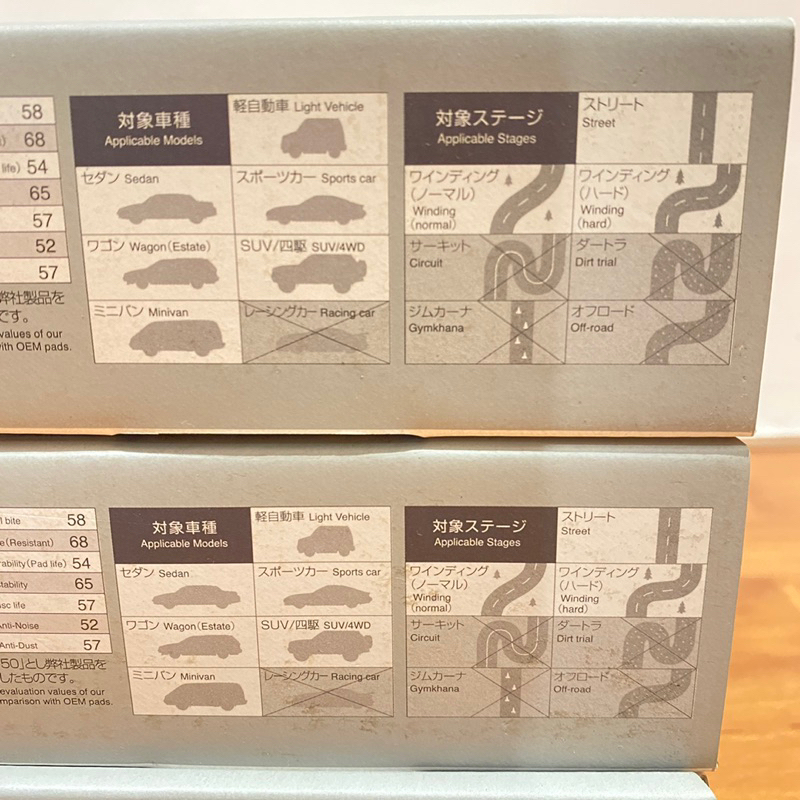 58
68
life) 54
65
57
52
57
弊社製品を
です。
values of our
with OEM pads.
対象車種
Applicable Models
軽自動車 Light Vehicle
セダン Sedan
スポーツカー Sports car
ワゴン Wagon(Estate)
SUV/四駆 SUV/4WD
ミニバン Minivan
レーシングカー Racing car
対象ステージ
Applicable Stages
ストリート
Street
ワインディング
(ノーマル)
Winding
(normal)
ワインディング
(ハード)
Winding
(hard)
サーキット
Circuit
ダートラ
Dirt trial
ジムカーナ
Gymkhana
オフロード
Off-road
bite 58
e(Resistant) 68
rability(Pad life) 54
stability 65
sc life 57
Anti-Noise 52
Anti-Dust 57
50」とし弊社製品を
したものです。
evaluation values of our
mparison with OEM pads.
対象車種
Applicable Models
軽自動車 Light Vehicle
セダン Sedan
スポーツカー Sports car
ワゴン Wagon(Estate)
SUV/四駆 SUV/4WD
ミニバン Minivan
レーシングカー Racing car
対象ステージ
Applicable Stages
ストリート
Street
ワインディング
(ノーマル)
Winding
(normal)
ワインディング
(ハード)
Winding
(hard)
サーキット
Circuit
ダートラ
Dirt trial
ジムカーナ
Gymkhana
オフロード
Off-road